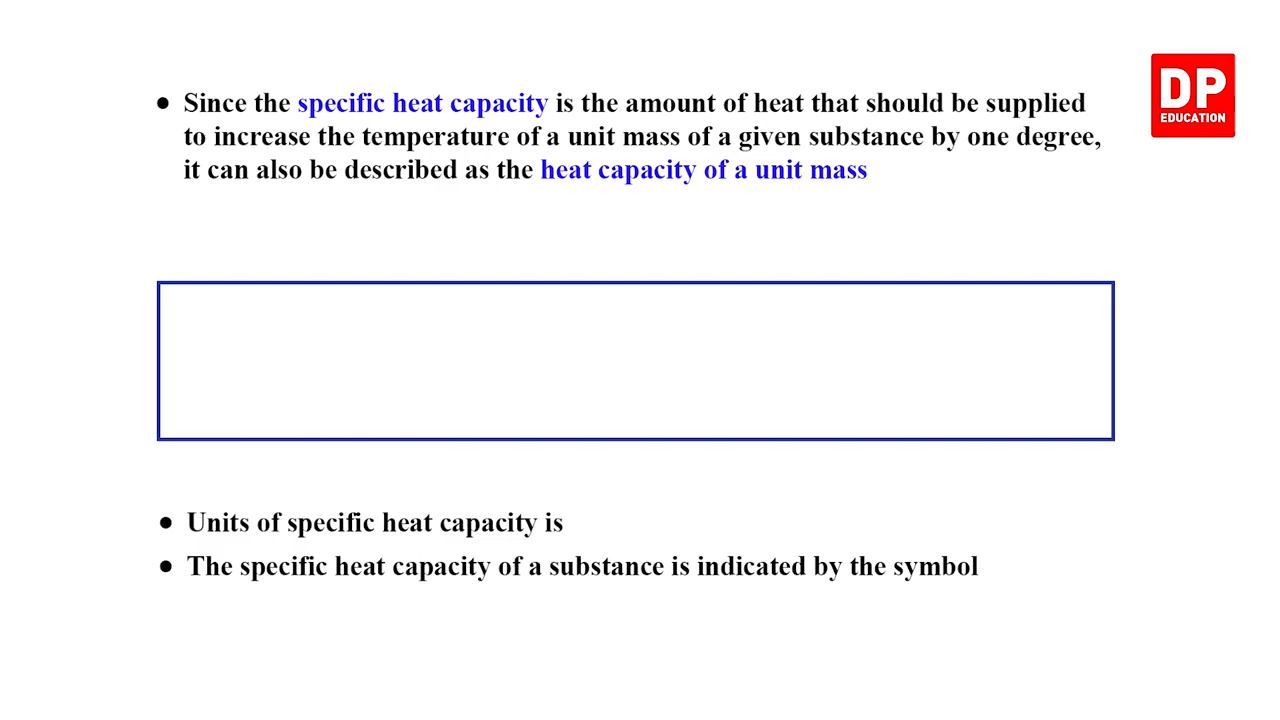 DP
EDUCATION
• Since the specific heat capacity is the amount of heat that should be supplied
to increase the temperature of a unit mass of a given substance by one degree,
it can also be described as the heat capacity of a unit mass
• Units of specific heat capacity is
• The specific heat capacity of a substance is indicated by the symbol